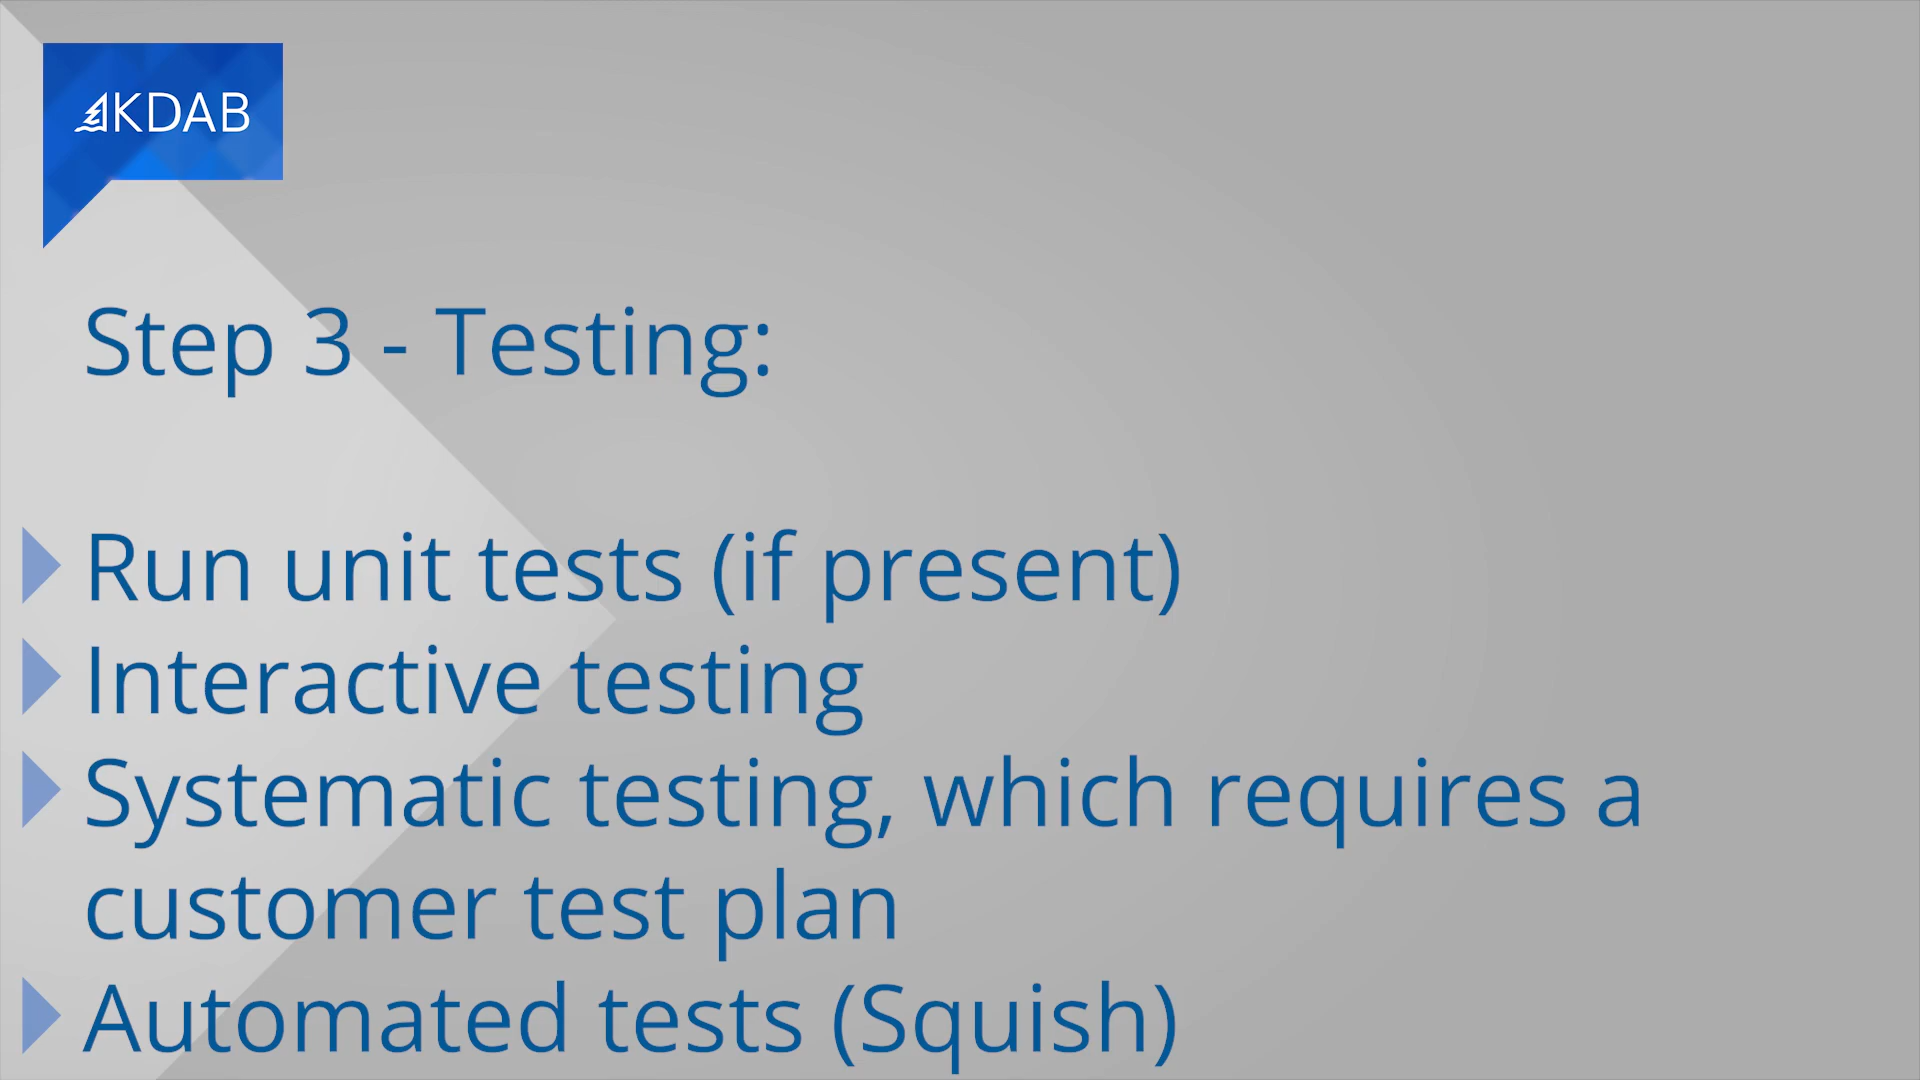 KDAB
Step 3 - Testing:
Run unit tests (if present)
Interactive testing
Systematic testing, which requires a
customer test plan
Automated tests (Squish)